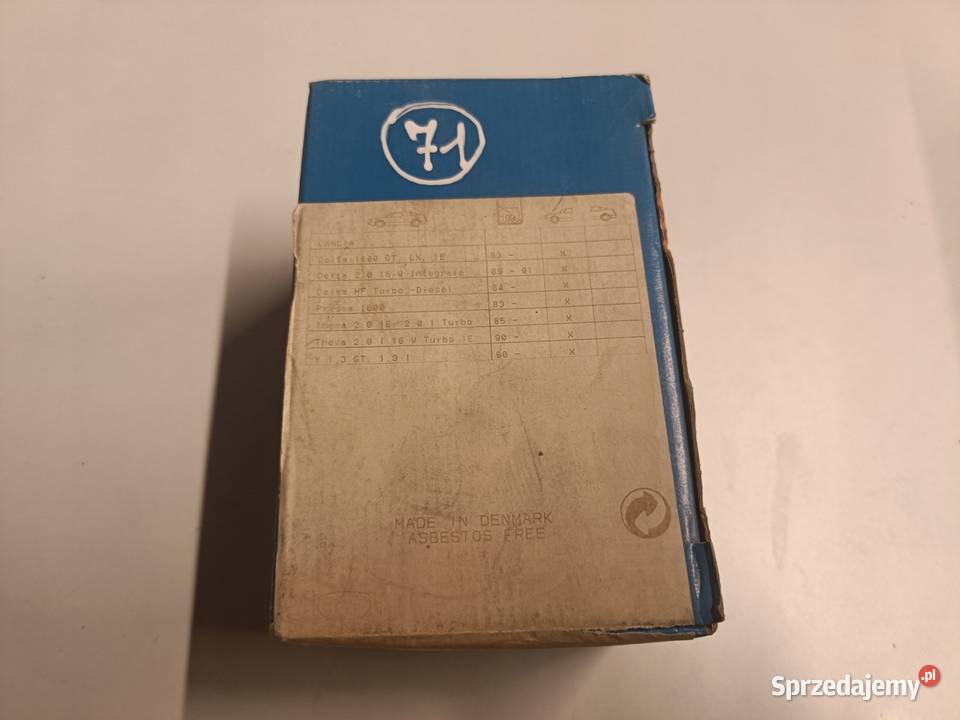 71
LANCIA
Delta 1600 GT, LX, IE 83 - X
Delta 2.0 16 V Integrale 89 - 91 X
Delta HF Turbo,-Diesel 84 - X
Prisma 1600 83 - X
Thema 2.0 IE, 2.0 I Turbo 85 - X
Thema 2.0 I 16 V Turbo IE 90 - X
Y 1.3 GT, 1.3 I 90 - X
MADE IN DENMARK
ASBESTOS FREE
Sprzedajemy.pl